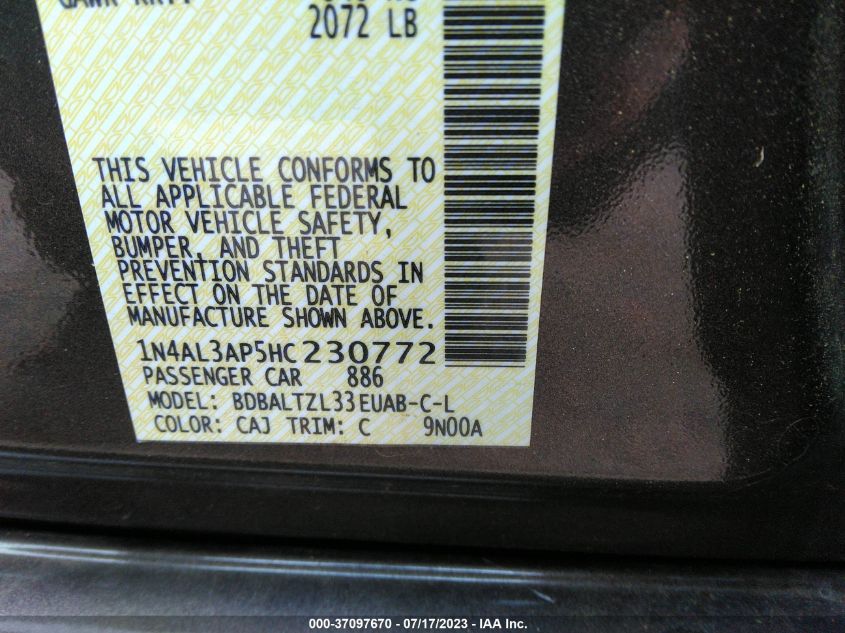 2072 LB
THIS VEHICLE CONFORMS TO
ALL APPLICABLE FEDERAL
MOTOR VEHICLE SAFETY,
BUMPER, AND THEFT
PREVENTION STANDARDS IN
EFFECT ON THE DATE OF
MANUFACTURE SHOWN ABOVE.
1N4AL3AP5HC230772
PASSENGER CAR 886
MODEL: BDBALTZL33EUAB-C-L
COLOR: CAJ TRIM: C 9N00A
000-37097670 - 07/17/2023 - IAA Inc.